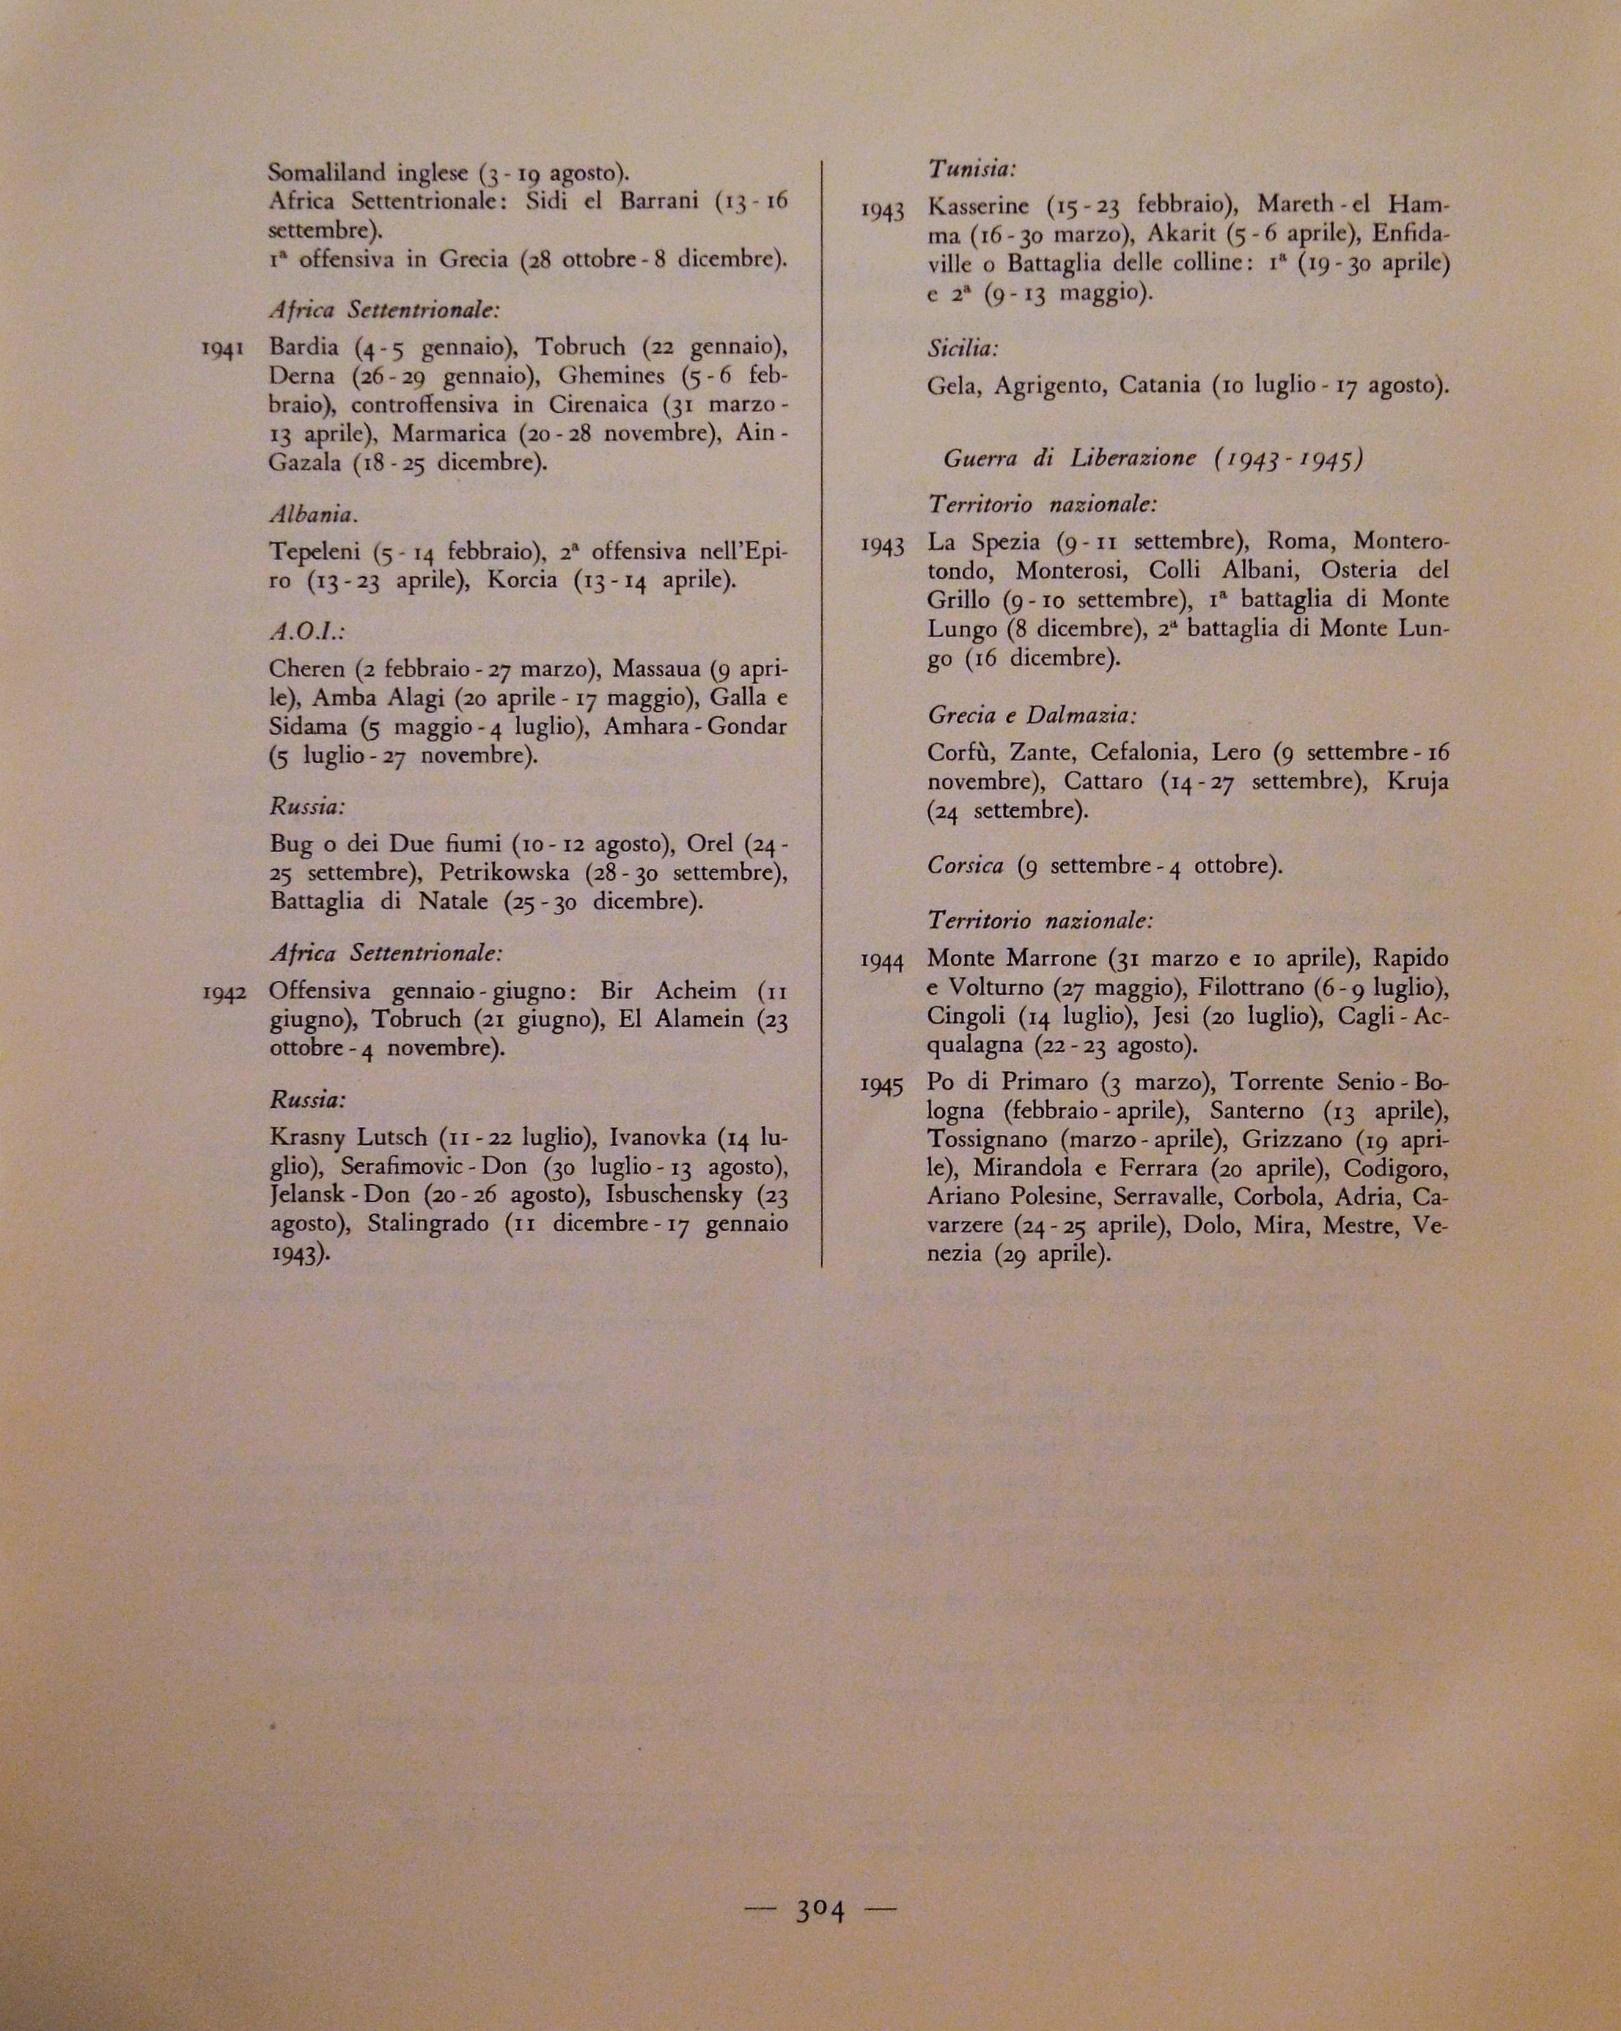 Somaliland inglese (3 - 19 agosto).
Africa Settentrionale: Sidi el Barrani (13 - 16
settembre).
1ª offensiva in Grecia (28 ottobre - 8 dicembre).
Africa Settentrionale:
1941 Bardia (4 - 5 gennaio), Tobruch (22 gennaio),
Derna (26 - 29 gennaio), Ghemines (5 - 6 feb-
braio), controffensiva in Cirenaica (31 marzo -
13 aprile), Marmarica (20 - 28 novembre), Ain -
Gazala (18 - 25 dicembre).
Albania.
Tepeleni (5 - 14 febbraio), 2ª offensiva nell'Epi-
ro (13 - 23 aprile), Korcia (13 - 14 aprile).
A.O.I.:
Cheren (2 febbraio - 27 marzo), Massaua (9 apri-
le), Amba Alagi (20 aprile - 17 maggio), Galla e
Sidama (5 maggio - 4 luglio), Amhara - Gondar
(5 luglio - 27 novembre).
Russia:
Bug o dei Due fiumi (10 - 12 agosto), Orel (24 -
25 settembre), Petrikowska (28 - 30 settembre),
Battaglia di Natale (25 - 30 dicembre).
Africa Settentrionale:
1942 Offensiva gennaio - giugno: Bir Acheim (11
giugno), Tobruch (21 giugno), El Alamein (23
ottobre - 4 novembre).
Russia:
Krasny Lutsch (11 - 22 luglio), Ivanovka (14 lu-
glio), Serafimovic - Don (30 luglio - 13 agosto),
Jelansk - Don (20 - 26 agosto), Isbuschensky (23
agosto), Stalingrado (11 dicembre - 17 gennaio
1943).
Tunisia:
1943 Kasserine (15 - 23 febbraio), Mareth - el Ham-
ma (16 - 30 marzo), Akarit (5 - 6 aprile), Enfida-
ville o Battaglia delle colline: 1ª (19 - 30 aprile)
e 2ª (9 - 13 maggio).
Sicilia:
Gela, Agrigento, Catania (10 luglio - 17 agosto).
Guerra di Liberazione (1943 - 1945)
Territorio nazionale:
1943 La Spezia (9 - 11 settembre), Roma, Montero-
tondo, Monterosi, Colli Albani, Osteria del
Grillo (9 - 10 settembre), 1ª battaglia di Monte
Lungo (8 dicembre), 2ª battaglia di Monte Lun-
go (16 dicembre).
Grecia e Dalmazia:
Corfù, Zante, Cefalonia, Lero (9 settembre - 16
novembre), Cattaro (14 - 27 settembre), Kruja
(24 settembre).
Corsica (9 settembre - 4 ottobre).
Territorio nazionale:
1944 Monte Marrone (31 marzo e 10 aprile), Rapido
e Volturno (27 maggio), Filottrano (6 - 9 luglio),
Cingoli (14 luglio), Jesi (20 luglio), Cagli - Ac-
qualagna (22 - 23 agosto).
1945 Po di Primaro (3 marzo), Torrente Senio - Bo-
logna (febbraio - aprile), Santerno (13 aprile),
Tossignano (marzo - aprile), Grizzano (19 apri-
le), Mirandola e Ferrara (20 aprile), Codigoro,
Ariano Polesine, Serravalle, Corbola, Adria, Ca-
varzere (24 - 25 aprile), Dolo, Mira, Mestre, Ve-
nezia (29 aprile).
— 304 —